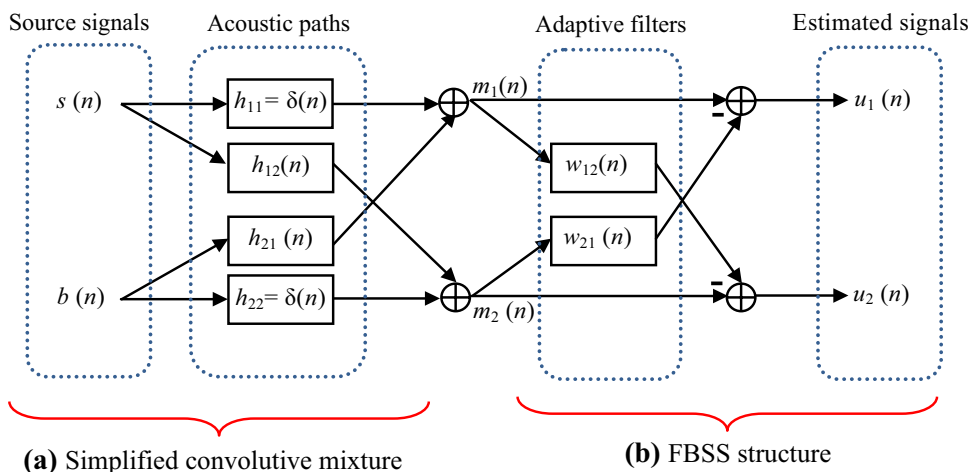 Source signals
Acoustic paths
Adaptive filters
Estimated signals
s (n)
h11= δ(n)
m1(n)
-
u1 (n)
h12(n)
w12(n)
h21 (n)
w21 (n)
b (n)
h22= δ(n)
m2 (n)
-
u2 (n)
(a) Simplified convolutive mixture
(b) FBSS structure